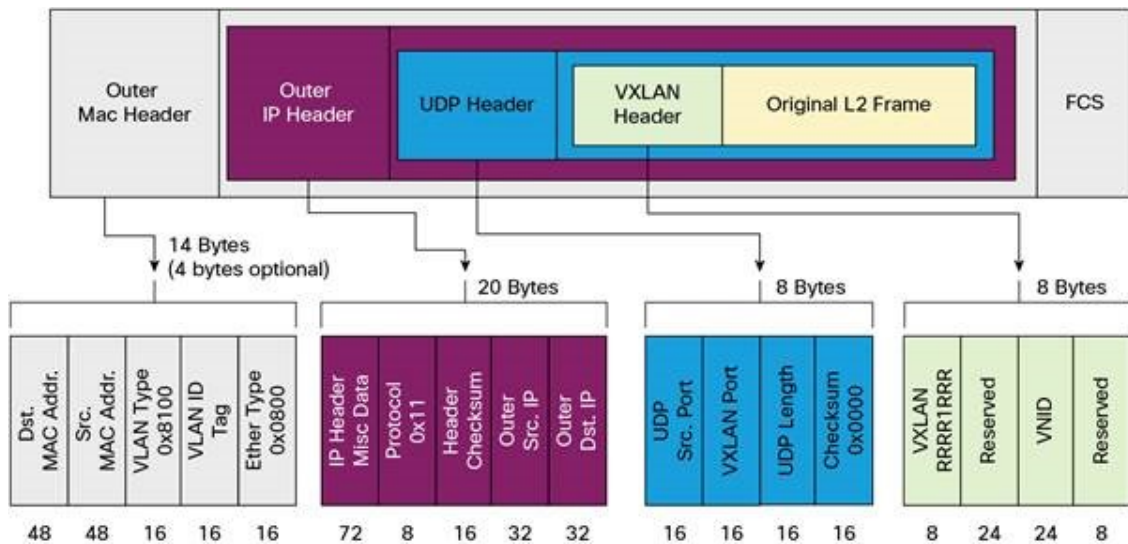 Outer
Mac Header
Outer
IP Header
UDP Header
VXLAN
Header
Original L2 Frame
FCS
14 Bytes
(4 bytes optional)
20 Bytes
8 Bytes
8 Bytes
Dst.
MAC Addr.
Src.
MAC Addr.
VLAN Type
0x8100
VLAN ID
Tag
Ether Type
0x0800
IP Header
Misc Data
Protocol
0x11
Header
Checksum
Outer
Src. IP
Outer
Dst. IP
UDP
Src. Port
VXLAN Port
UDP Length
Checksum
0x0000
VXLAN
RRRR1RRR
Reserved
VNID
Reserved
48 48 16 16 16 72 8 16 32 32 16 16 16 16 8 24 24 8